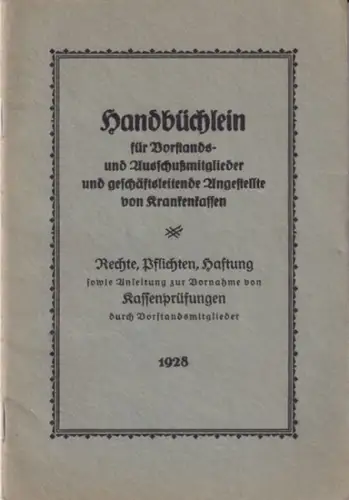 Handbüchlein
für Vorstands-
und Ausschußmitglieder
und geschäftsleitende Angestellte
von Krankenkassen
Rechte, Pflichten, Haftung
sowie Anleitung zur Vornahme von
Kassenprüfungen
durch Vorstandsmitglieder
1928